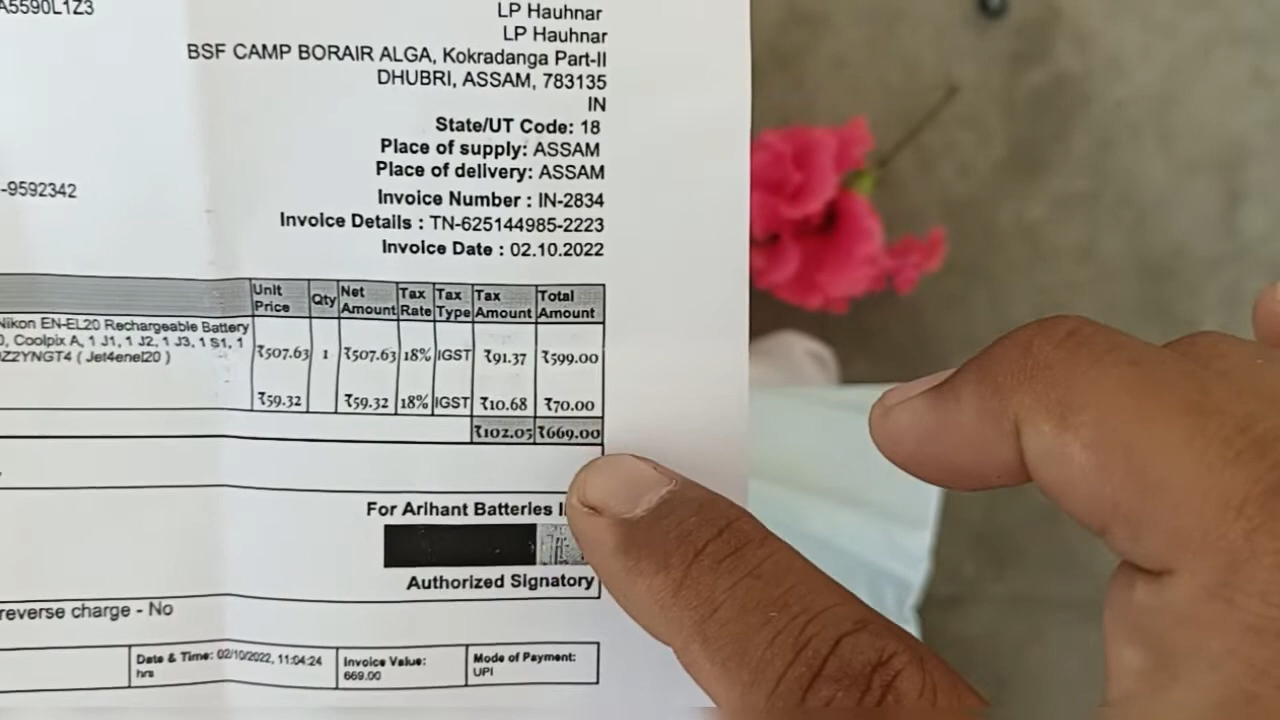 A5590L1Z3
LP Hauhnar
LP Hauhnar
BSF CAMP BORAIR ALGA, Kokradanga Part-II
DHUBRI, ASSAM, 783135
IN
State/UT Code: 18
Place of supply: ASSAM
Place of delivery: ASSAM
-9592342
Invoice Number : IN-2834
Invoice Details : TN-625144985-2223
Invoice Date : 02.10.2022
Unit Price Qty Net Amount Tax Rate Tax Type Tax Amount Total Amount
Nikon EN-EL20 Rechargeable Battery
0, Coolpix A, 1 J1, 1 J2, 1 J3, 1 S1, 1
Z2YNGT4 ( Jet4enel20 )
₹507.63 1 ₹507.63 18% IGST ₹91.37 ₹599.00
₹59.32 ₹59.32 18% IGST ₹10.68 ₹70.00
₹102.05 ₹669.00
For Arihant Batteries
Authorized Signatory
reverse charge - No
Date & Time: 02/10/2022, 11:04:24
hrs
Invoice Value:
669.00
Mode of Payment:
UPI